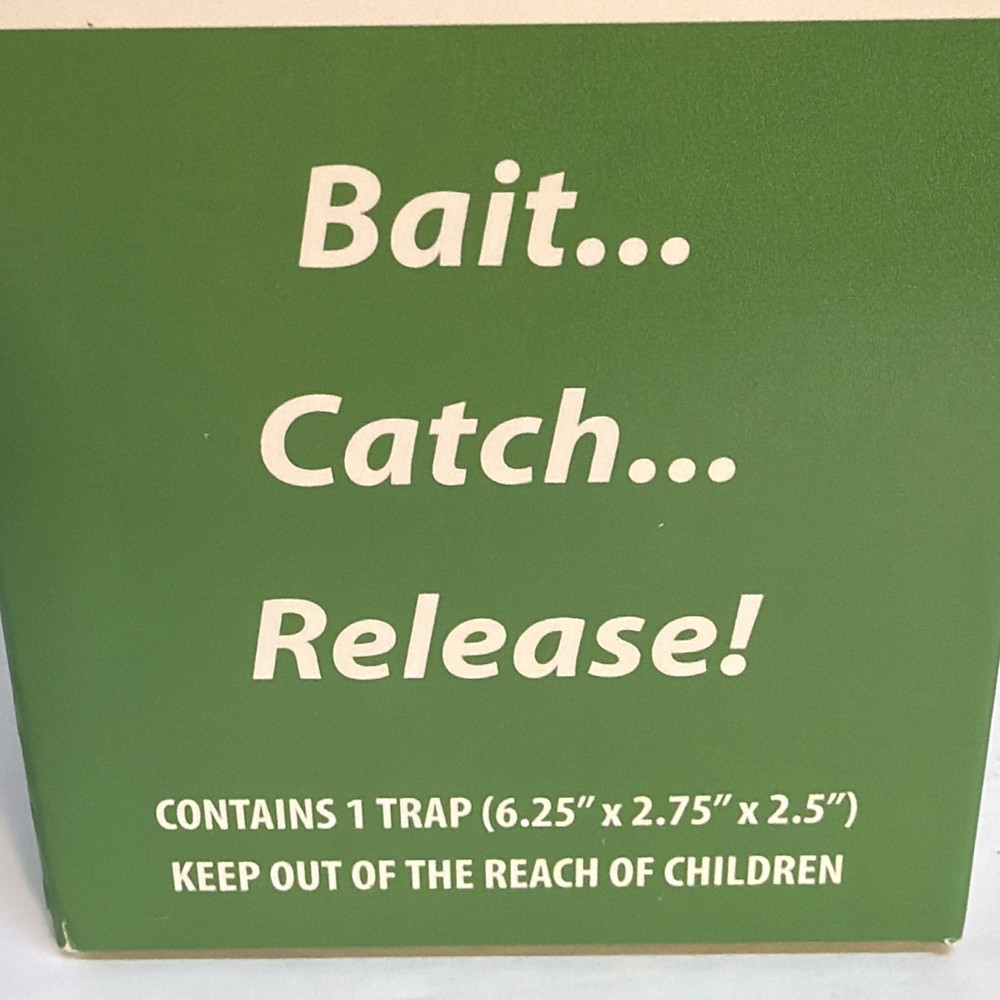 Bait...
Catch...
Release!
CONTAINS 1 TRAP (6.25″ x 2.75″ x 2.5″)
KEEP OUT OF THE REACH OF CHILDREN